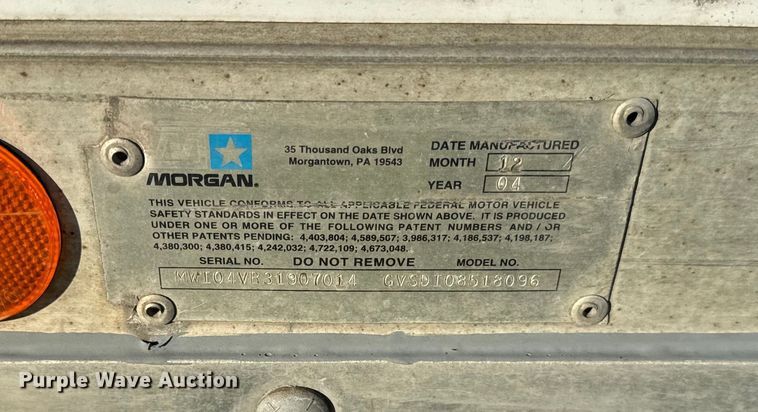 MORGAN.
35 Thousand Oaks Blvd
Morgantown, PA 19543
DATE MANUFACTURED
MONTH 12
YEAR 04
THIS VEHICLE CONFORMS TO ALL APPLICABLE FEDERAL MOTOR VEHICLE
SAFETY STANDARDS IN EFFECT ON THE DATE SHOWN ABOVE. IT IS PRODUCED
UNDER ONE OR MORE OF THE FOLLOWING PATENT NUMBERS AND / OR
OTHER PATENTS PENDING: 4,403,804; 4,589,507; 3,986,317; 4,186,537; 4,198,187;
4,380,300; 4,380,415; 4,242,032; 4,722,109; 4,673,048.
SERIAL NO. DO NOT REMOVE MODEL NO.
MWI04VR31907014 GVSDI08518096
Purple Wave Auction